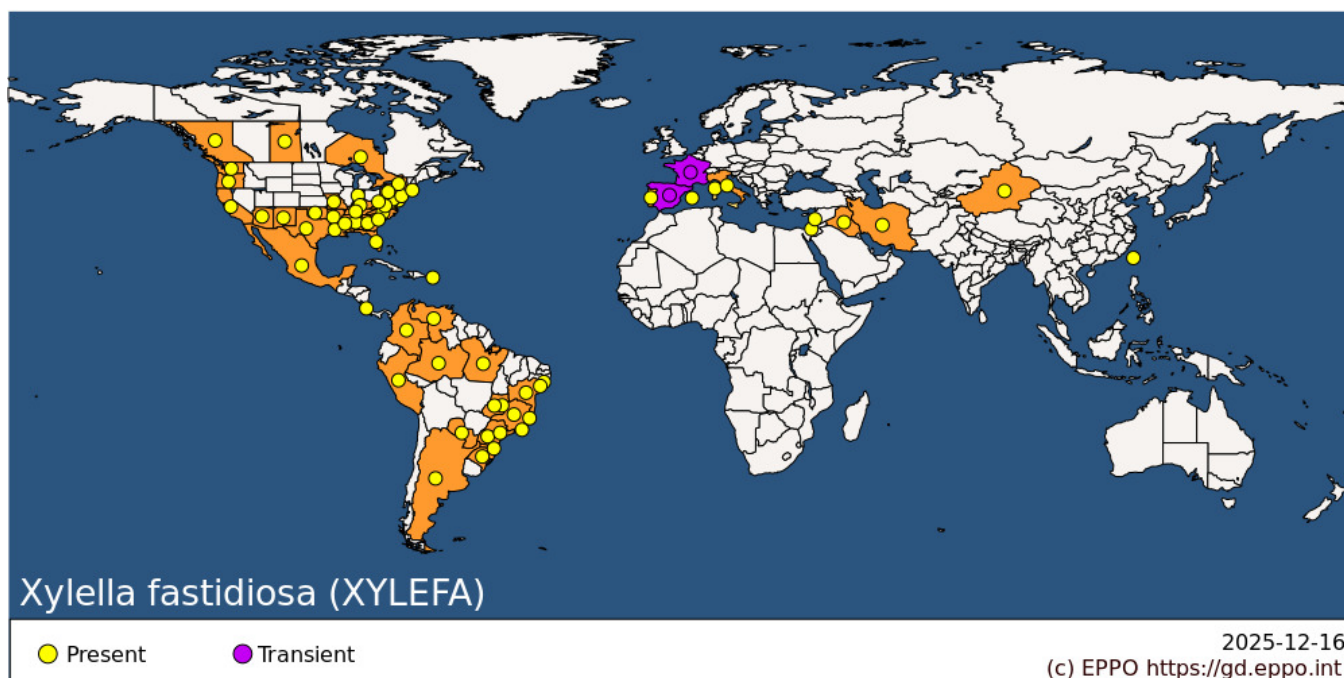 Xylella fastidiosa (XYLEFA)
Present
Transient
2025-12-16
(c) EPPO https://gd.eppo.int